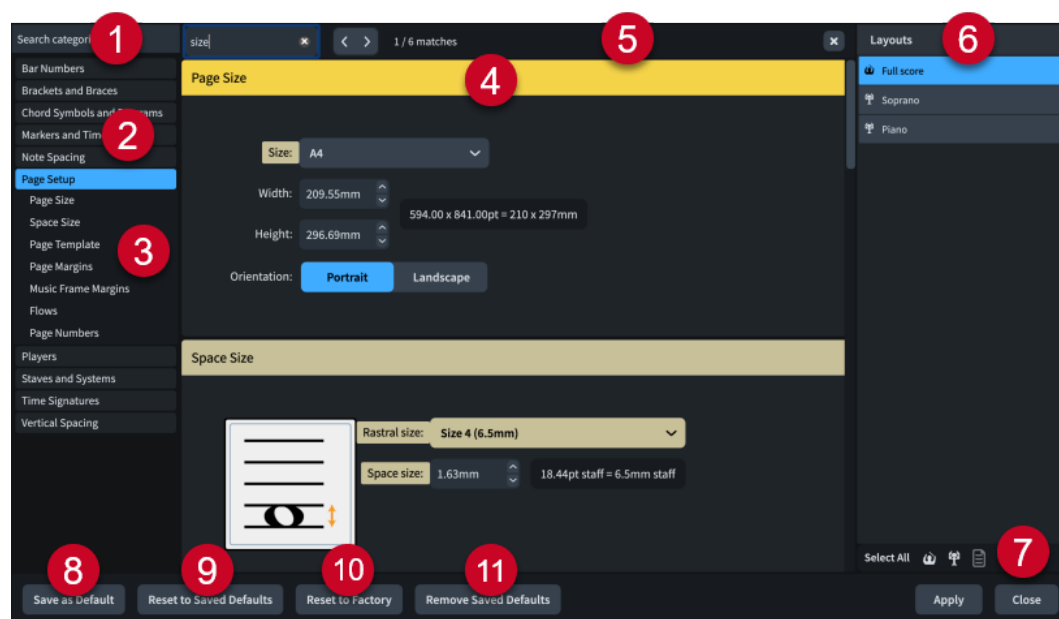 Search categori
1
Bar Numbers
Brackets and Braces
Chord Symbols and
ams
Markers and Tim
2
Note Spacing
Page Setup
Page Size
Space Size
Page Template
3
Page Margins
Music Frame Margins
Flows
Page Numbers
Players
Staves and Systems
Time Signatures
Vertical Spacing
size
1 / 6 matches
5
Page Size
4
Size: A4
Width: 209.55mm
594.00 x 841.00pt = 210 x 297mm
Height: 296.69mm
Orientation: Portrait Landscape
Space Size
Rastral size: Size 4 (6.5mm)
Space size: 1.63mm 18.44pt staff = 6.5mm staff
Layouts
6
Full score
Soprano
Piano
Select All
7
8
9
10
11
Save as Default
Reset to Saved Defaults
Reset to Factory
Remove Saved Defaults
Apply
Close